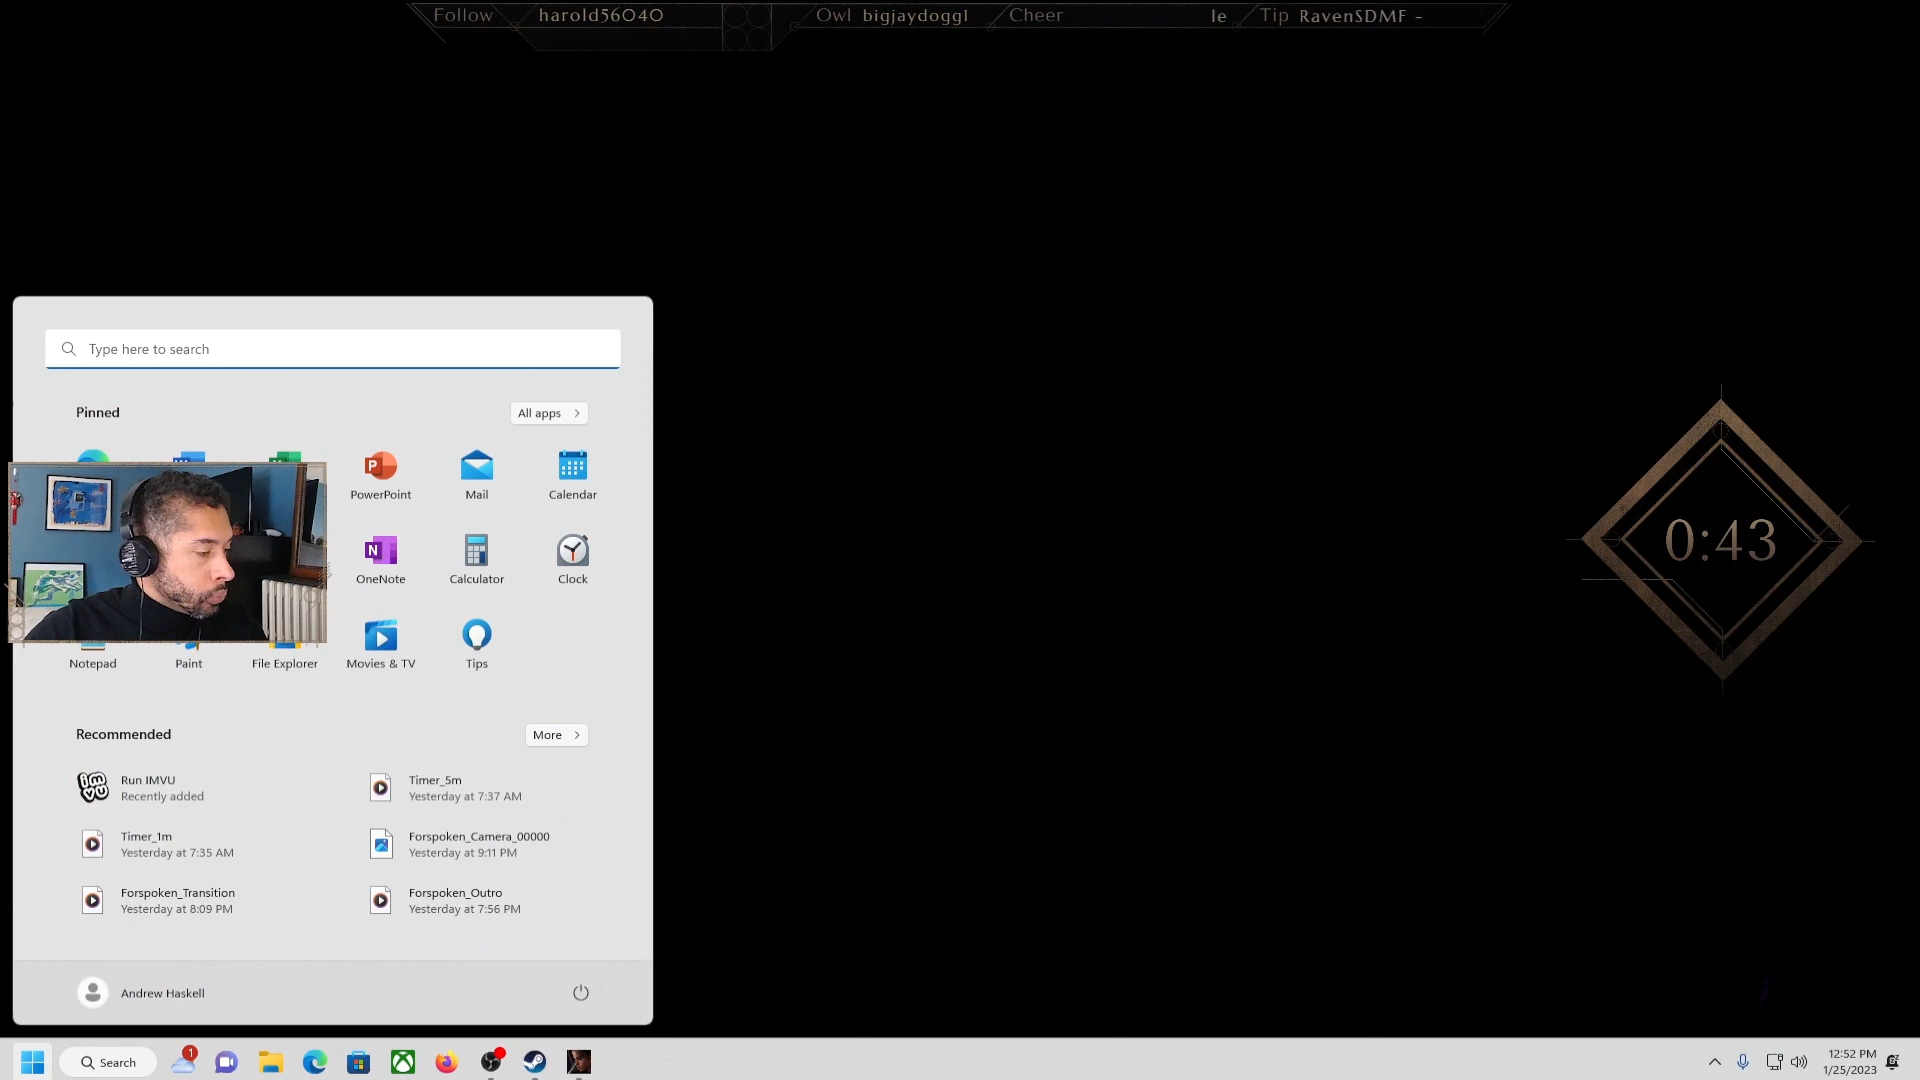 Follow harold56040 Owl bigjaydogg1 Cheer le Tip RavenSDMF -
Type here to search
Pinned
All apps
PowerPoint
Mail
Calendar
OneNote
Calculator
Clock
Notepad
Paint
File Explorer
Movies & TV
Tips
0:43
Recommended
More
Run IMVU
Recently added
Timer_5m
Yesterday at 7:37 AM
Timer_1m
Yesterday at 7:35 AM
Forspoken_Camera_00000
Yesterday at 9:11 PM
Forspoken_Transition
Yesterday at 8:09 PM
Forspoken_Outro
Yesterday at 7:56 PM
Andrew Haskell
Search
1
12:52 PM
1/25/2023